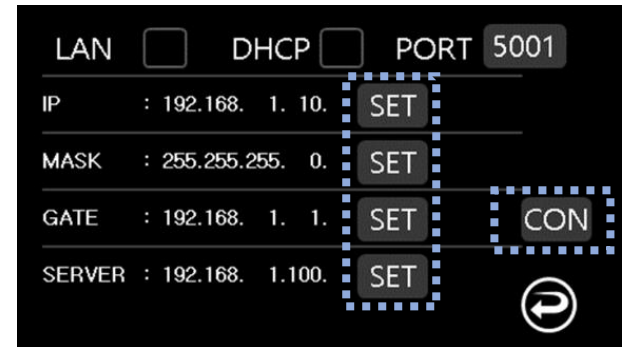 LAN DHCP PORT 5001
IP : 192.168. 1. 10. SET
MASK : 255.255.255. 0. SET
GATE : 192.168. 1. 1. SET CON
SERVER : 192.168. 1.100. SET